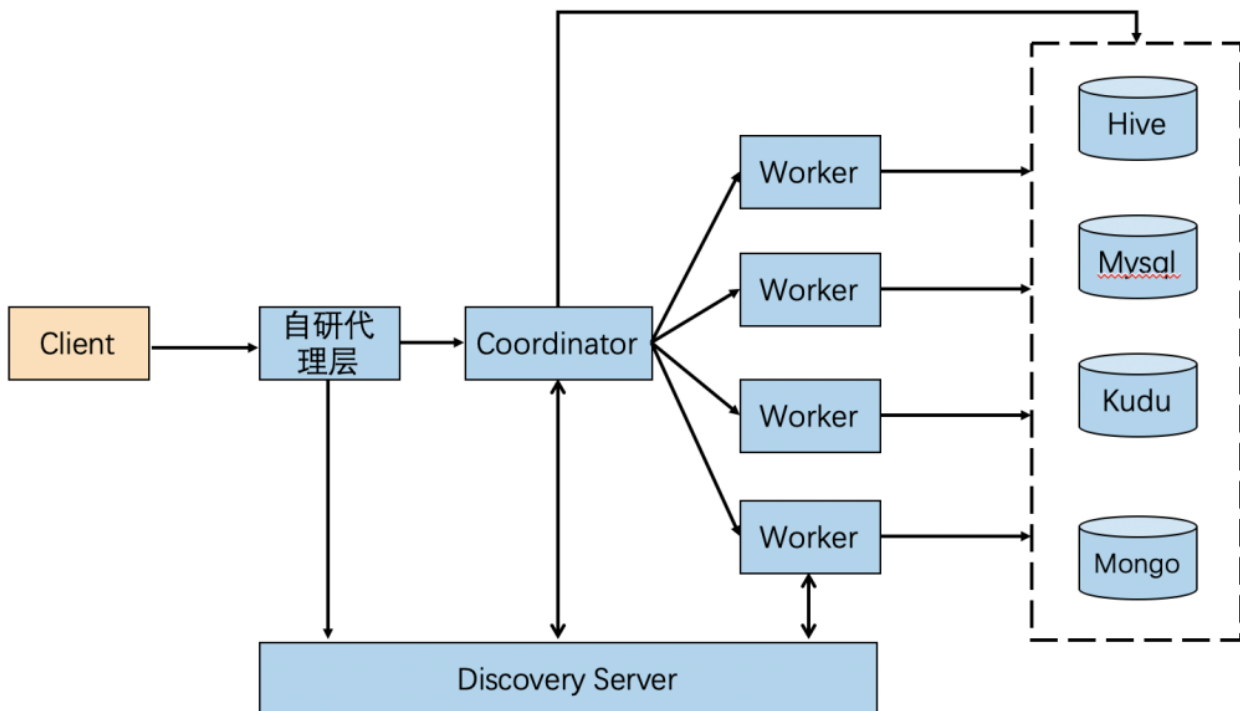 Hive
Worker
Mysql
Worker
Client
自研代
理层
Coordinator
Kudu
Worker
Worker
Mongo
Discovery Server